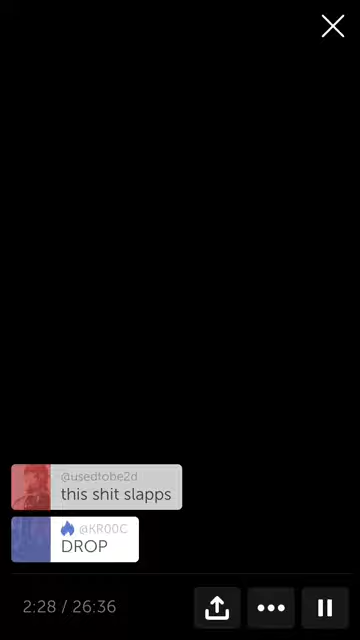 @usedtobe2d
this shit slapps
@KR00C
DROP
2:28 / 26:36